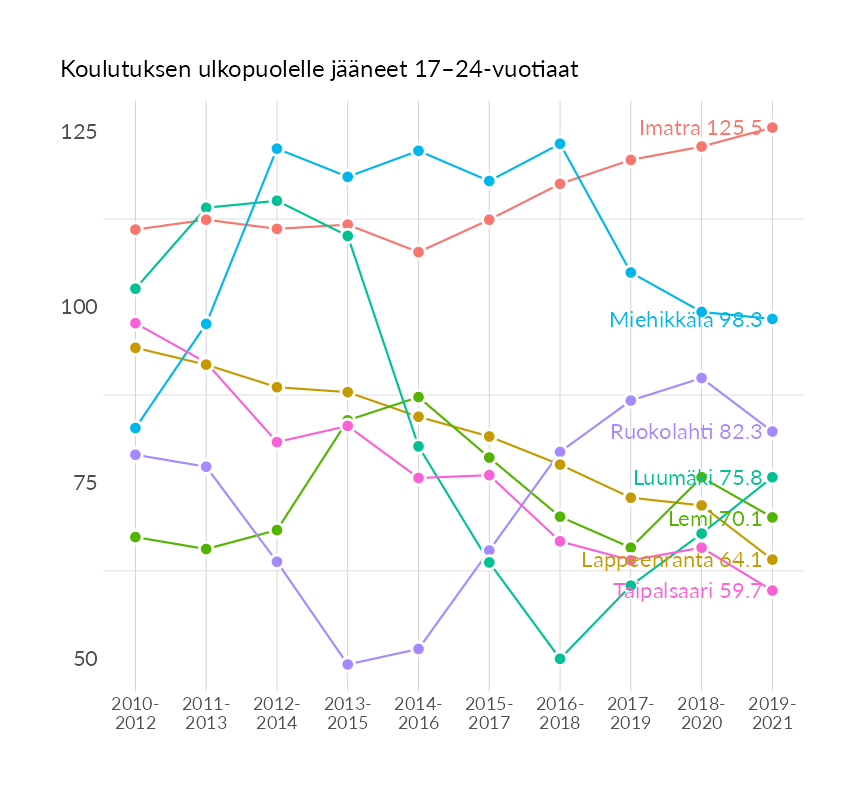 Koulutuksen ulkopuolelle jääneet 17–24-vuotiaat
125
Imatra 125.5
100
Miehikkälä 98.3
Ruokolahti 82.3
75
Luumäki 75.8
Lemi 70.1
Lappeenranta 64.1
Taipalsaari 59.7
50
2010- 2011- 2012- 2013- 2014- 2015- 2016- 2017- 2018- 2019-
2012 2013 2014 2015 2016 2017 2018 2019 2020 2021